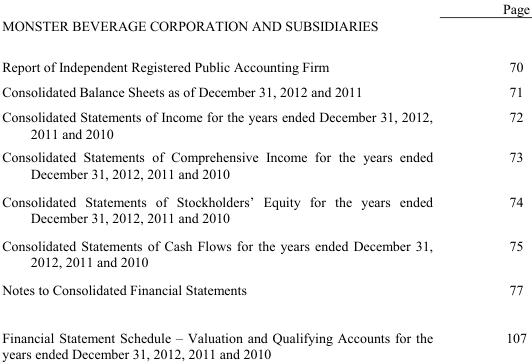 Page
MONSTER BEVERAGE CORPORATION AND SUBSIDIARIES
Report of Independent Registered Public Accounting Firm 70
Consolidated Balance Sheets as of December 31, 2012 and 2011 71
Consolidated Statements of Income for the years ended December 31, 2012, 72
2011 and 2010
Consolidated Statements of Comprehensive Income for the years ended 73
December 31, 2012, 2011 and 2010
Consolidated Statements of Stockholders’ Equity for the years ended 74
December 31, 2012, 2011 and 2010
Consolidated Statements of Cash Flows for the years ended December 31, 75
2012, 2011 and 2010
Notes to Consolidated Financial Statements 77
Financial Statement Schedule – Valuation and Qualifying Accounts for the 107
years ended December 31, 2012, 2011 and 2010